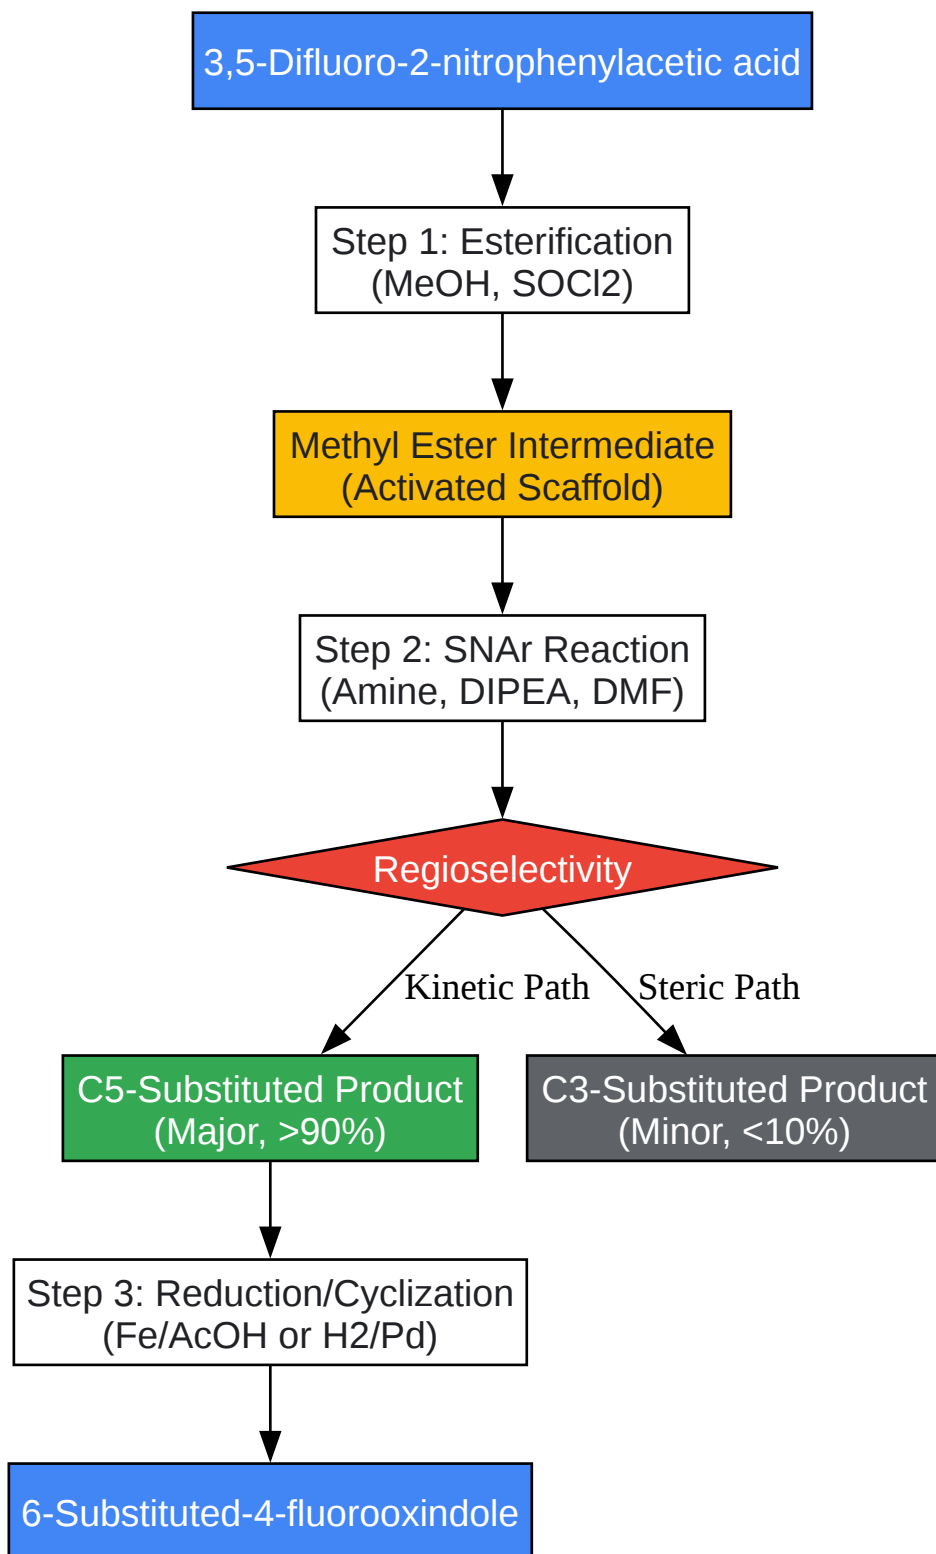 3,5-Difluoro-2-nitrophenylacetic acid
Step 1: Esterification
(MeOH, SOCl2)
Methyl Ester Intermediate
(Activated Scaffold)
Step 2: SNAr Reaction
(Amine, DIPEA, DMF)
Regioselectivity
Kinetic Path
Steric Path
C5-Substituted Product
(Major, >90%)
C3-Substituted Product
(Minor, <10%)
Step 3: Reduction/Cyclization
(Fe/AcOH or H2/Pd)
6-Substituted-4-fluorooxindole